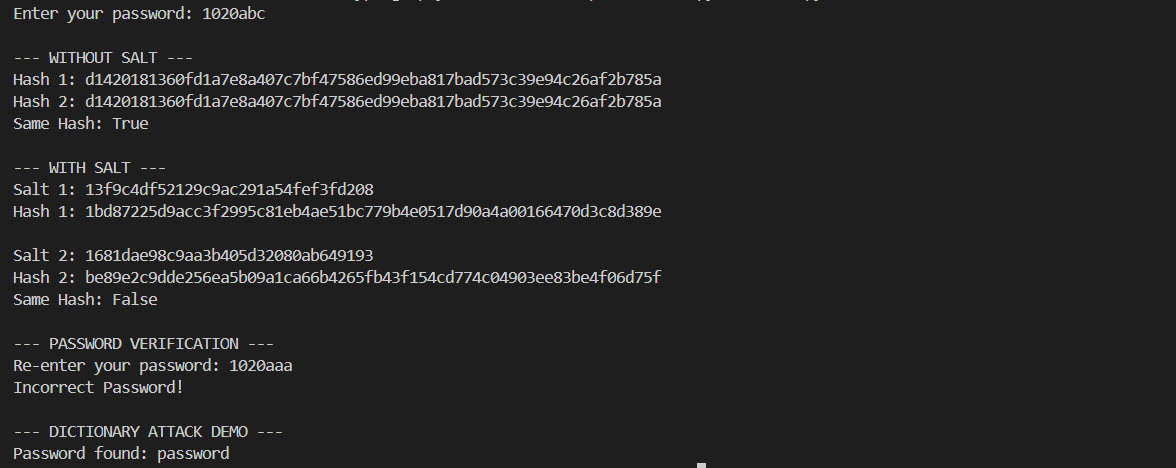 Enter your password: 1020abc
--- WITHOUT SALT ---
Hash 1: d1420181360fd1a7e8a407c7bf47586ed99eba817bad573c39e94c26af2b785a
Hash 2: d1420181360fd1a7e8a407c7bf47586ed99eba817bad573c39e94c26af2b785a
Same Hash: True
--- WITH SALT ---
Salt 1: 13f9c4df52129c9ac291a54fef3fd208
Hash 1: 1bd87225d9acc3f2995c81eb4ae51bc779b4e0517d90a4a00166470d3c8d389e
Salt 2: 1681dae98c9aa3b405d32080ab649193
Hash 2: be89e2c9dde256ea5b09a1ca66b4265fb43f154cd774c04903ee83be4f06d75f
Same Hash: False
--- PASSWORD VERIFICATION ---
Re-enter your password: 1020aaa
Incorrect Password!
--- DICTIONARY ATTACK DEMO ---
Password found: password